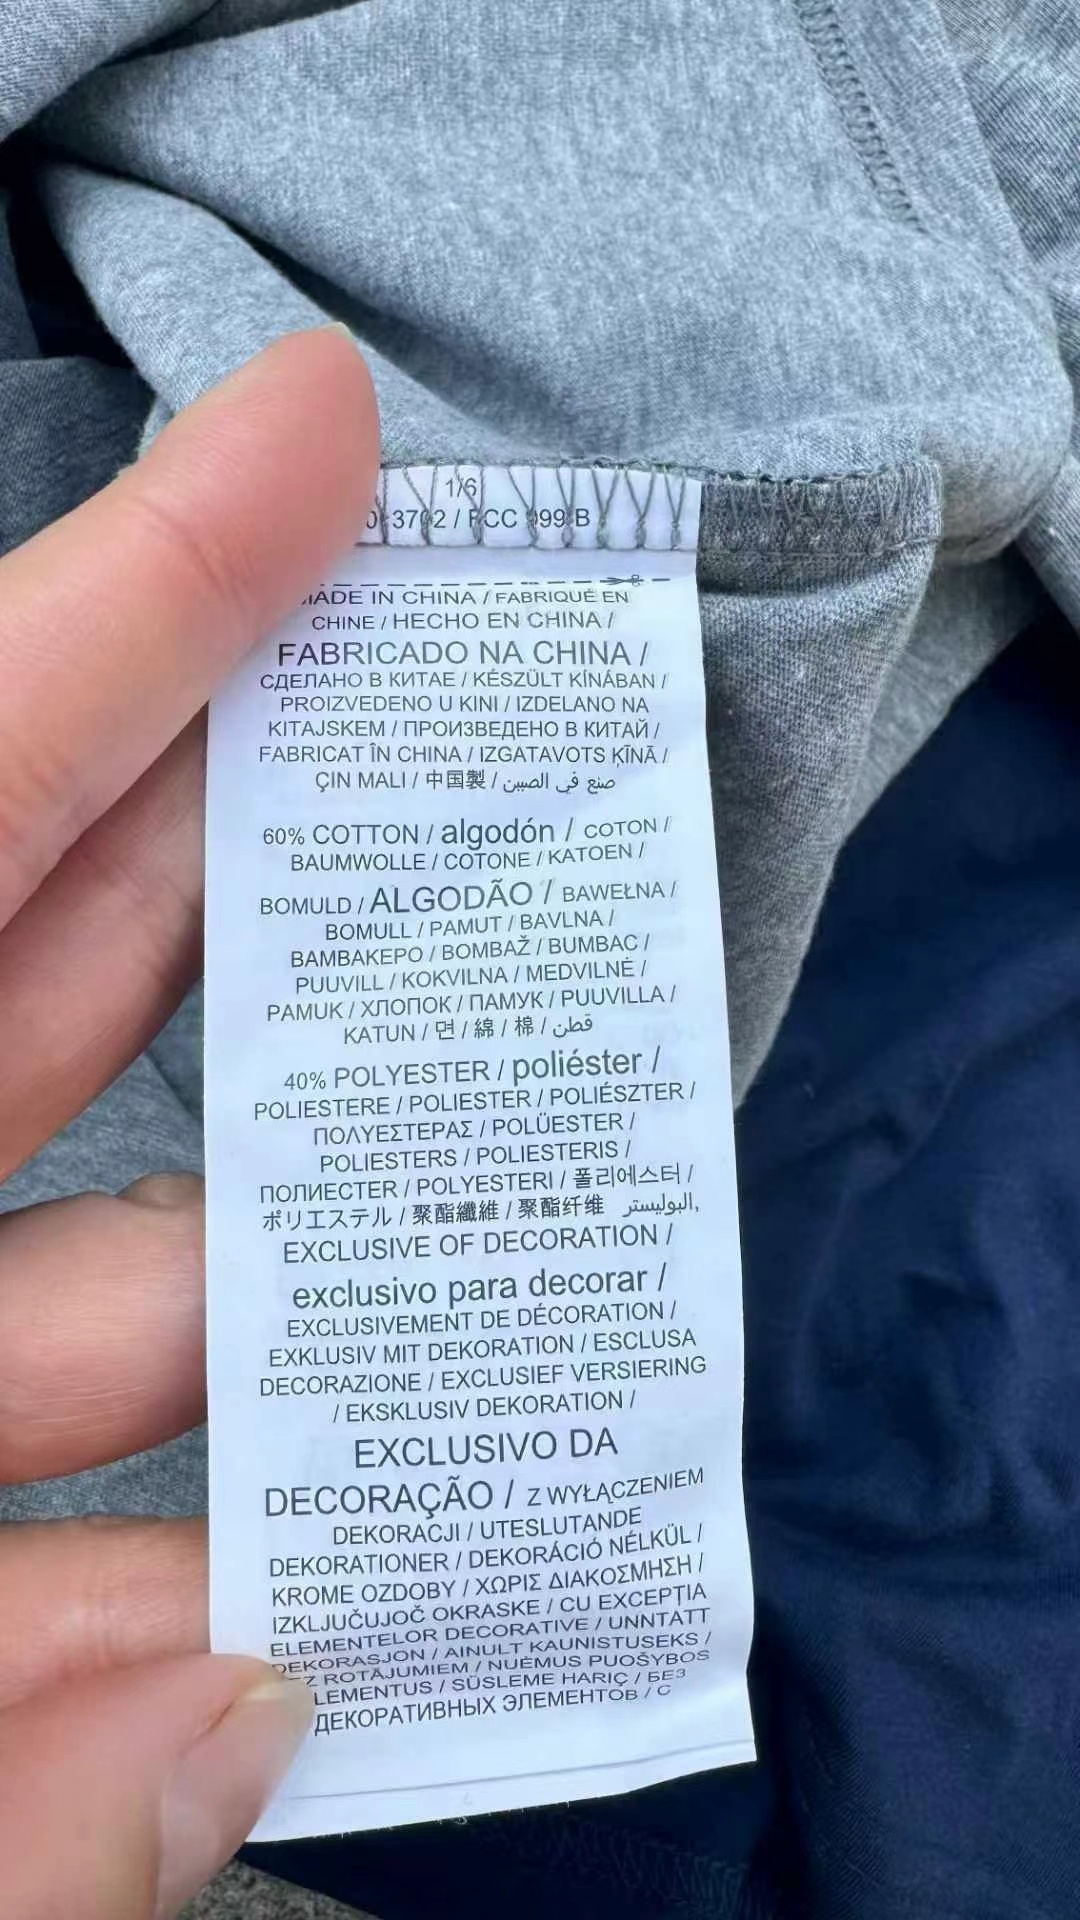 1/6
CC 999 B
MADE IN CHINA / FABRIQUÉ EN
CHINE / HECHO EN CHINA /
FABRICADO NA CHINA /
СДЕЛАНО В КИТАЕ / KÉSZÜLT KÍNÁBAN /
PROIZVEDENO U KINI / IZDELANO NA
KITAJSKEM / ПРОИЗВЕДЕНО В КИТАЙ /
FABRICAT ÎN CHINA / IZGATAVOTS ĶĪNĀ /
ÇIN MALI / 中国製 / صنع في الصين
60% COTTON / algodón / COTON /
BAUMWOLLE / COTONE / KATOEN /
BOMULD / ALGODÃO / BAWEŁNA /
BOMULL / PAMUT / BAVLNA /
ΒΑΜΒΑΚΕΡΟ / BOMBAŽ / BUMBAC /
PUUVILL / KOKVILNA / MEDVILNĖ /
PAMUK / ХЛОПОК / ПАМУК / PUUVILLA /
KATUN / 면 / 綿 / 棉 / قطن
40% POLYESTER / poliéster /
POLIESTERE / POLIESTER / POLIÉSZTER /
ΠΟΛΥΕΣΤΕΡΑΣ / POLÜESTER /
POLIESTERS / POLIESTERIS /
ПОЛИЕСТЕР / POLYESTERI / 폴리에스터 /
ポリエステル / 聚酯纖維 / 聚酯纤维 البوليستر,
EXCLUSIVE OF DECORATION /
exclusivo para decorar /
EXCLUSIVEMENT DE DÉCORATION /
EXKLUSIV MIT DEKORATION / ESCLUSA
DECORAZIONE / EXCLUSIEF VERSIERING
/ EKSKLUSIV DEKORATION /
EXCLUSIVO DA
DECORAÇÃO / Z WYŁĄCZENIEM
DEKORACJI / UTESLUTANDE
DEKORATIONER / DEKORÁCIÓ NÉLKÜL /
KROME OZDOBY / ΧΩΡΙΣ ΔΙΑΚΟΣΜΗΣΗ /
IZKLJUČUJOČ OKRASKE / CU EXCEPȚIA
ELEMENTELOR DECORATIVE / UNNTATT
DEKORASJON / AINULT KAUNISTUSEKS /
ROTĀJUMIEM / NUĖMUS PUOŠYBOS
ELEMENTUS / SÜSLEME HARIÇ / БЕЗ
ДЕКОРАТИВНЫХ ЭЛЕМЕНТОВ / С